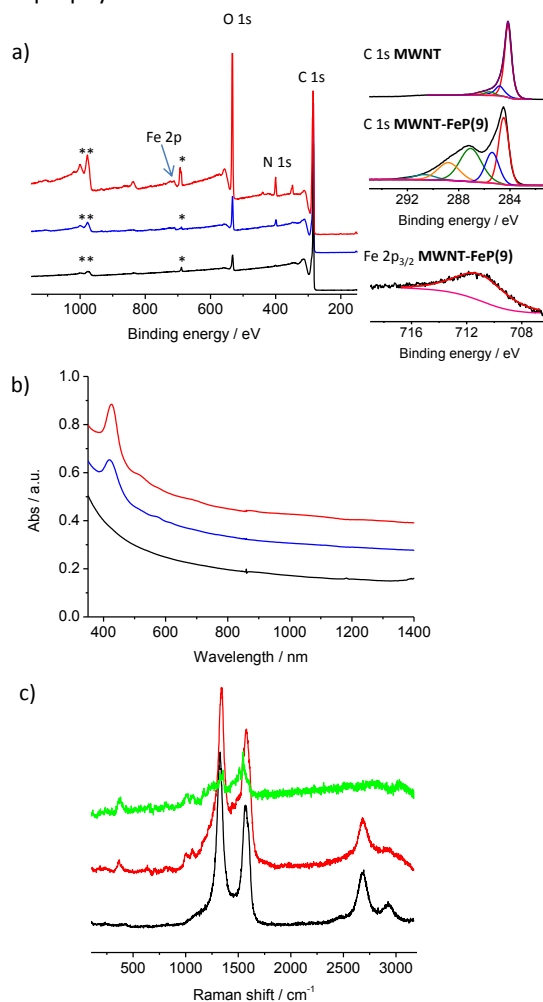 a)
O 1s
C 1s
Fe 2p
**
*
N 1s
**
*
**
*
1000
800
600
400
200
Binding energy / eV
C 1s MWNT
C 1s MWNT-FeP(9)
292
288
284
Binding energy / eV
Fe 2p3/2 MWNT-FeP(9)
716
712
708
Binding energy / eV
b)
1.0
0.8
0.6
0.4
0.2
0.0
Abs / a.u.
400
600
800
1000
1200
1400
Wavelength / nm
c)
500
1000
1500
2000
2500
3000
Raman shift / cm-1